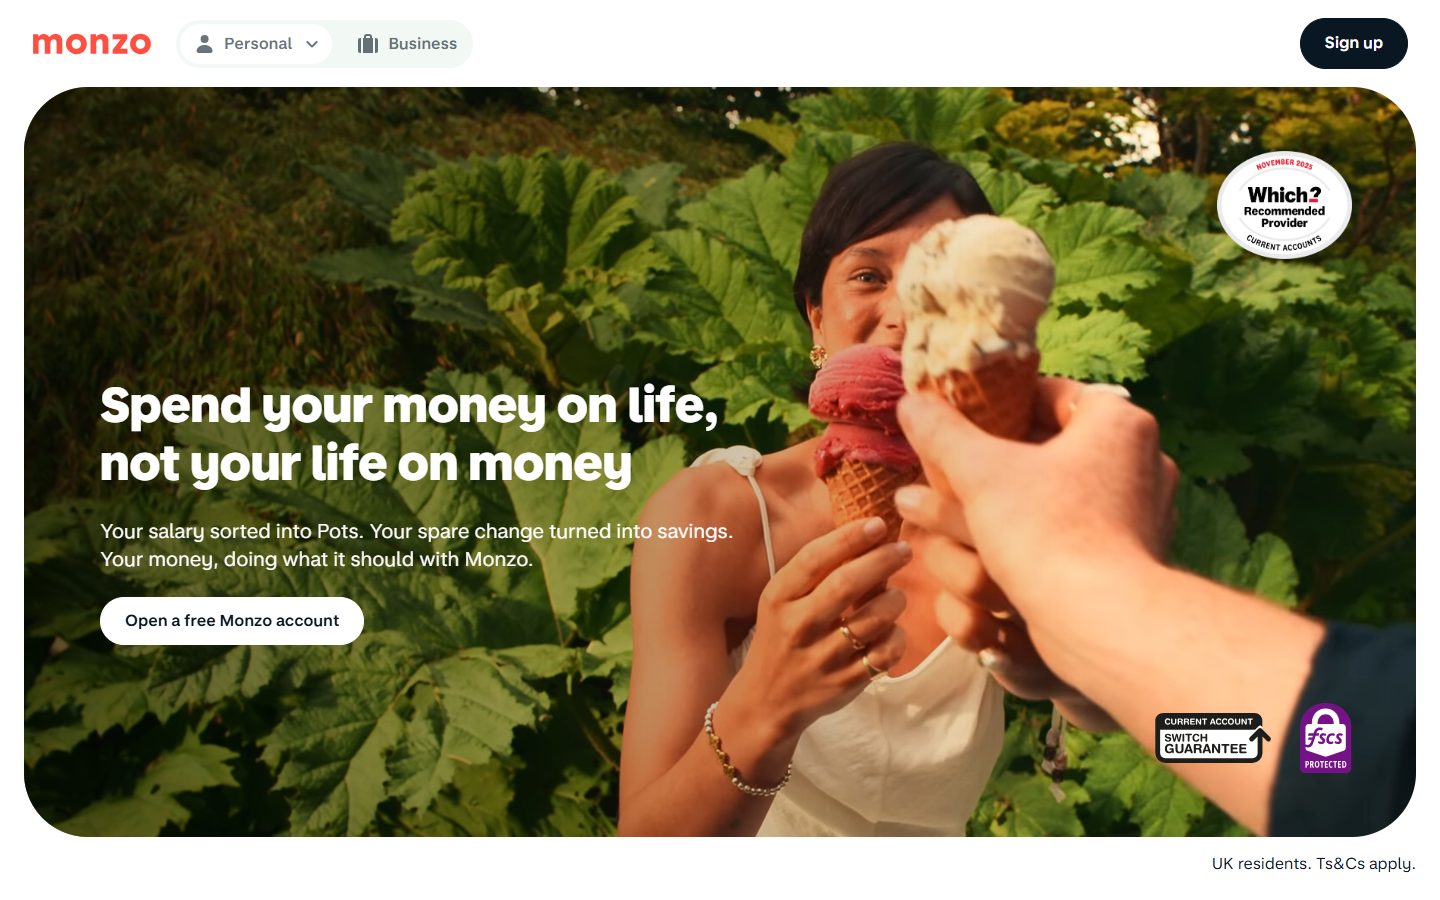 monzo
Personal
Business
Sign up
NOVEMBER 2025
Which?
Recommended
Provider
CURRENT ACCOUNTS
Spend your money on life,
not your life on money
Your salary sorted into Pots. Your spare change turned into savings.
Your money, doing what it should with Monzo.
Open a free Monzo account
CURRENT ACCOUNT
SWITCH
GUARANTEE
fscs
PROTECTED
UK residents. Ts&Cs apply.